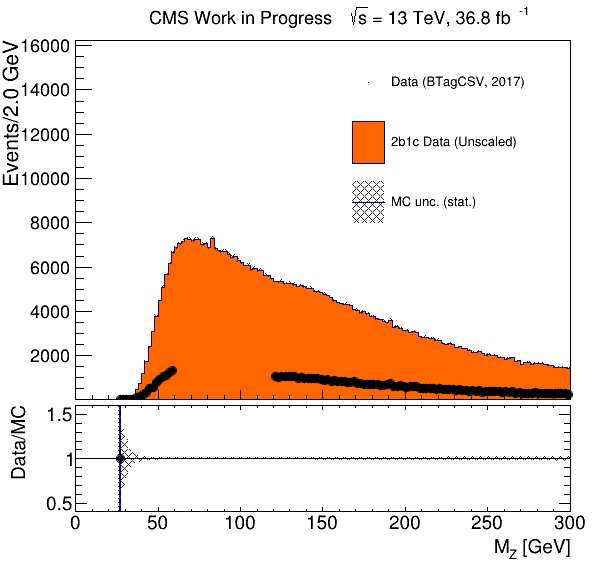 CMS Work in Progress √s = 13 TeV, 36.8 fb⁻¹
Events/2.0 GeV
16000
14000
12000
10000
8000
6000
4000
2000
Data (BTagCSV, 2017)
2b1c Data (Unscaled)
MC unc. (stat.)
Data/MC
1.5
1
0.5
0 50 100 150 200 250 300
M_Z [GeV]